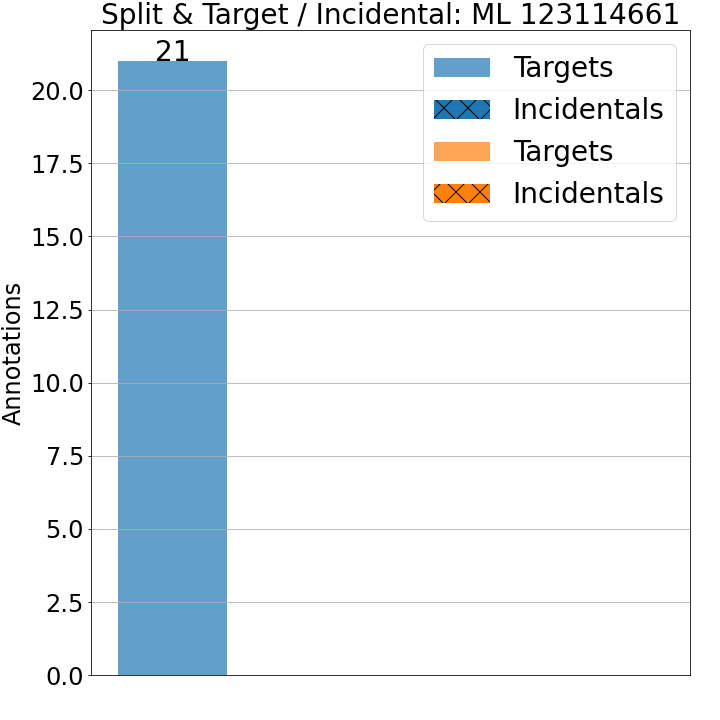 Split & Target / Incidental: ML 123114661
21
Targets
Incidentals
Targets
Incidentals
Annotations
20.0
17.5
15.0
12.5
10.0
7.5
5.0
2.5
0.0